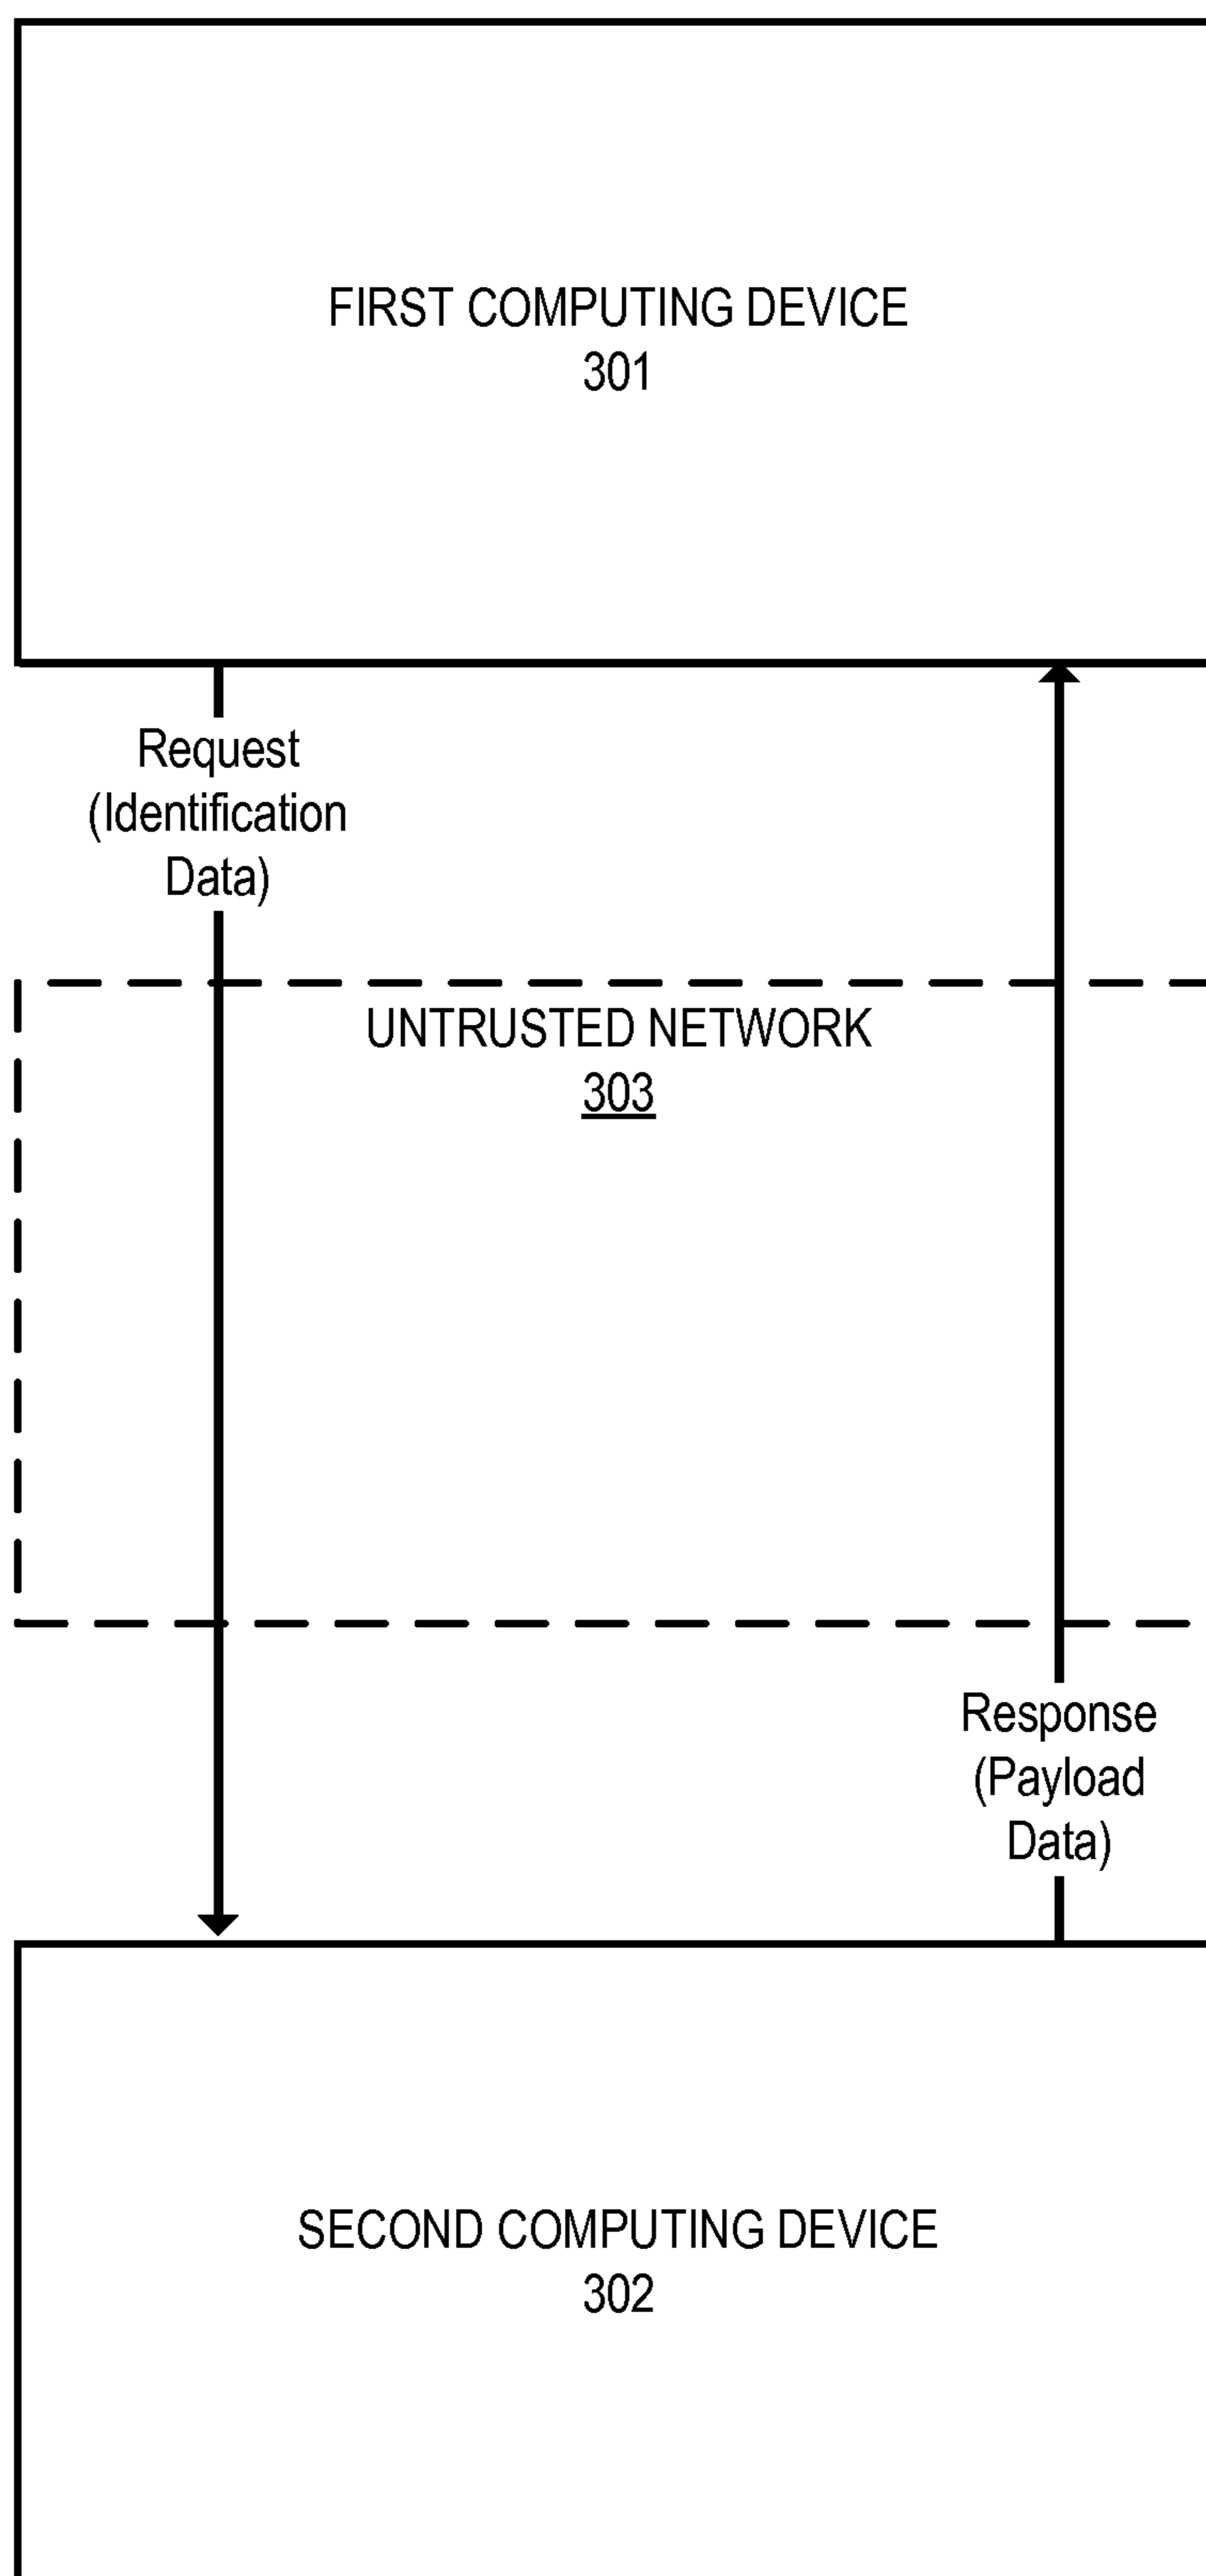 FIRST COMPUTING DEVICE
301
Request
(Identification
Data)
UNTRUSTED NETWORK
303
Response
(Payload
Data)
SECOND COMPUTING DEVICE
302